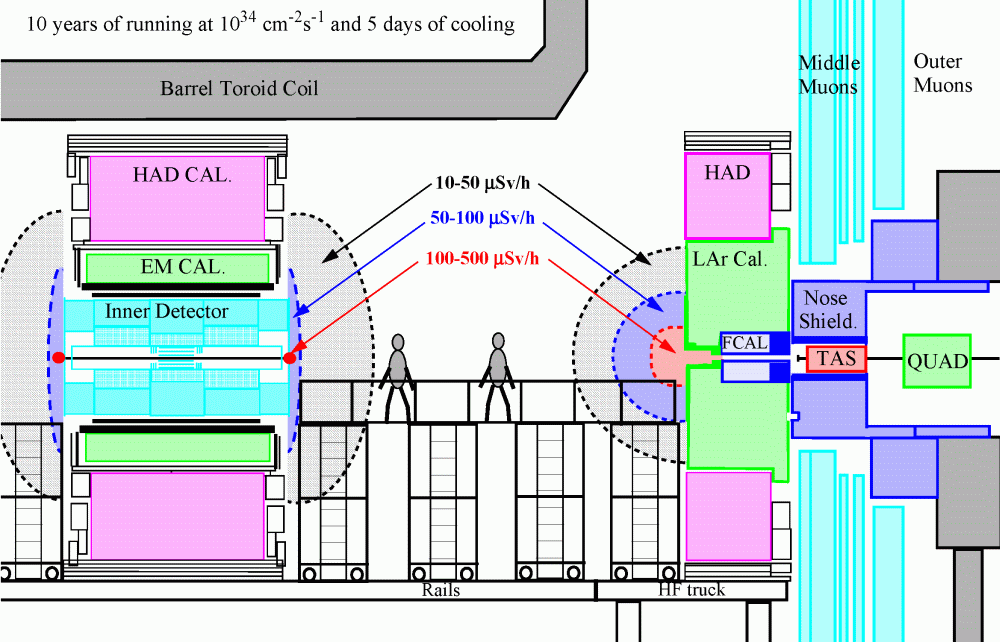 10 years of running at 10³⁴ cm⁻²s⁻¹ and 5 days of cooling
Barrel Toroid Coil
Middle
Muons
Outer
Muons
HAD CAL.
10-50 μSv/h
50-100 μSv/h
100-500 μSv/h
HAD
EM CAL.
LAr Cal.
Inner Detector
Nose
Shield.
FCAL
TAS
QUAD
Rails
HF truck